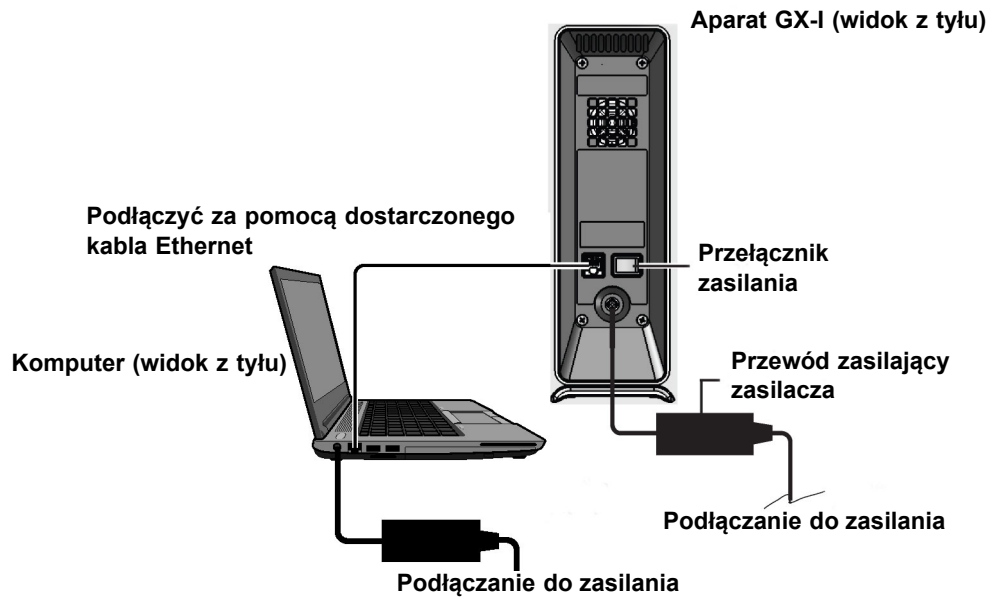 Aparat GX-I (widok z tyłu)
Podłączyć za pomocą dostarczonego
kabla Ethernet
Przełącznik
zasilania
Komputer (widok z tyłu)
Przewód zasilający
zasilacza
Podłączanie do zasilania
Podłączanie do zasilania